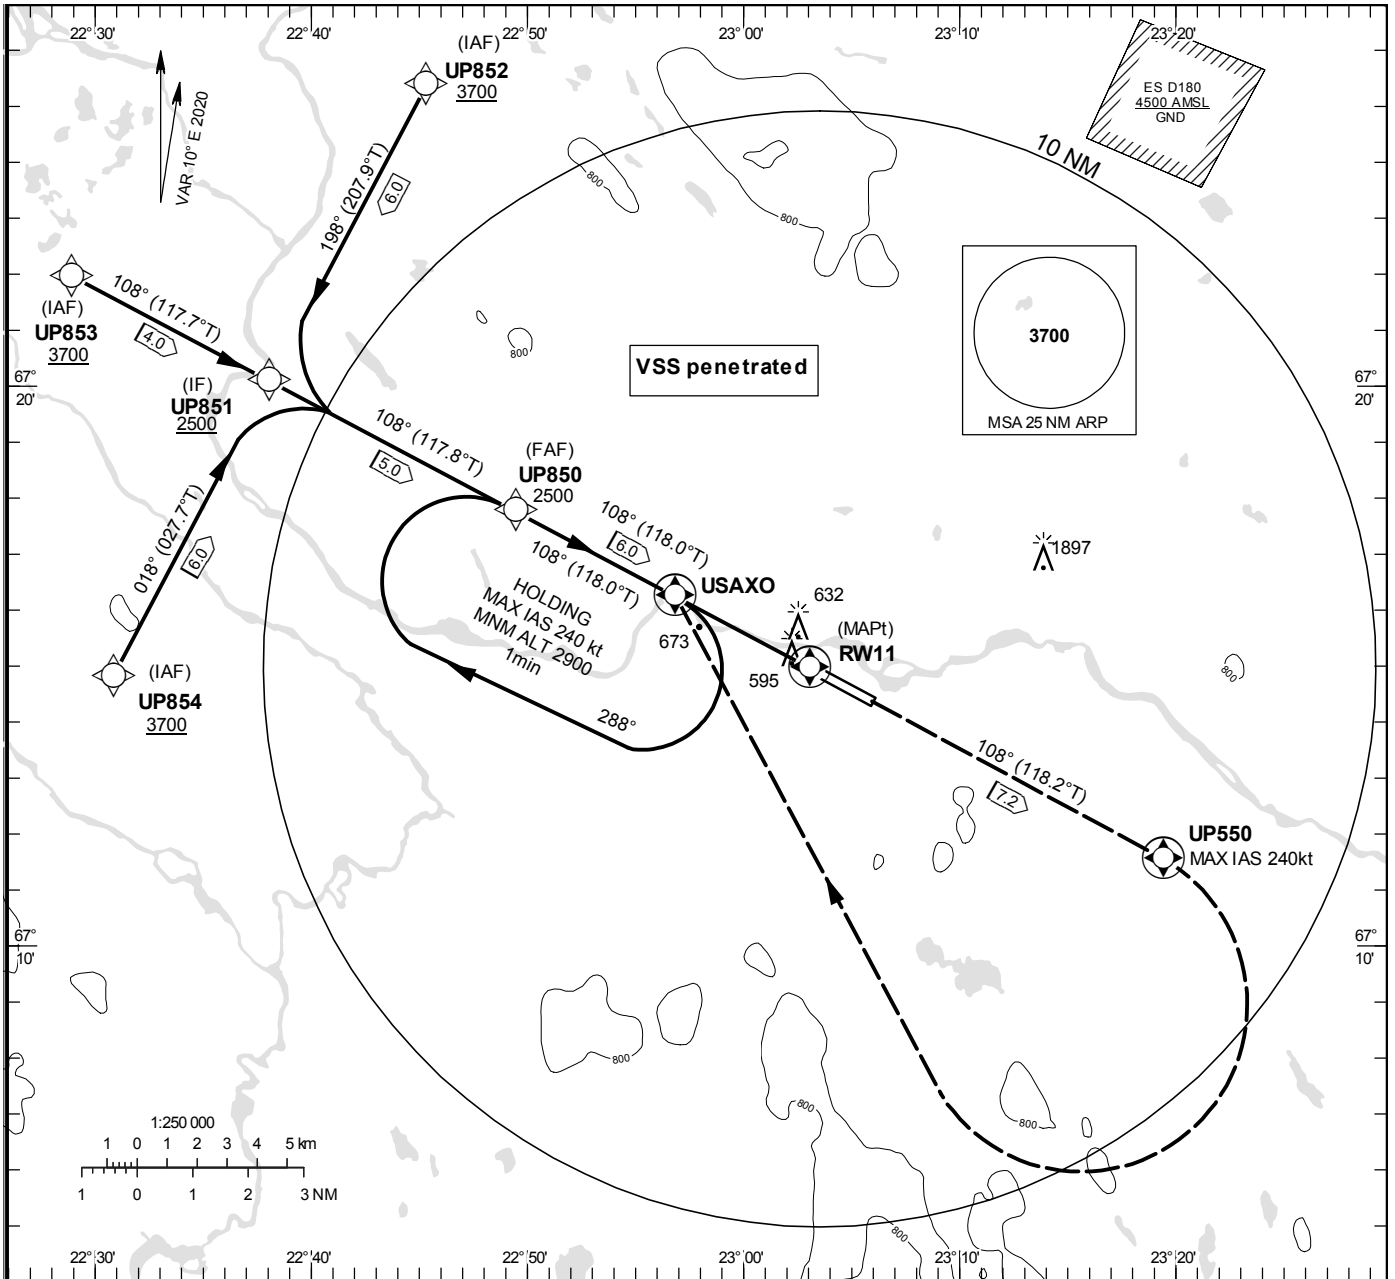 22°30' 22°40' 22°50' 23°00' 23°10' 23°20'
(IAF)
UP852
3700
VAR 10° E 2020
198° (207.9°T)
6.0
ES D180
4500 AMSL
GND
10 NM
800
800
108° (117.7°T)
4.0
(IAF)
UP853
3700
800
VSS penetrated
3700
MSA 25 NM ARP
67°
20'
67°
20'
(IF)
UP851
2500
108° (117.8°T)
5.0
(FAF)
UP850
2500
018° (027.7°T)
6.0
108° (118.0°T)
6.0
108° (118.0°T)
USAXO
HOLDING
MAX IAS 240 kt
MNM ALT 2900
1min
288°
1897
632
673
595
(MAPt)
RW11
800
(IAF)
UP854
3700
108° (118.2°T)
7.2
UP550
MAX IAS 240kt
67°
10'
67°
10'
800
800
800
800
1:250 000
1 0 1 2 3 4 5 km
1 0 1 2 3 NM
22°30' 22°40' 22°50' 23°00' 23°10' 23°20'